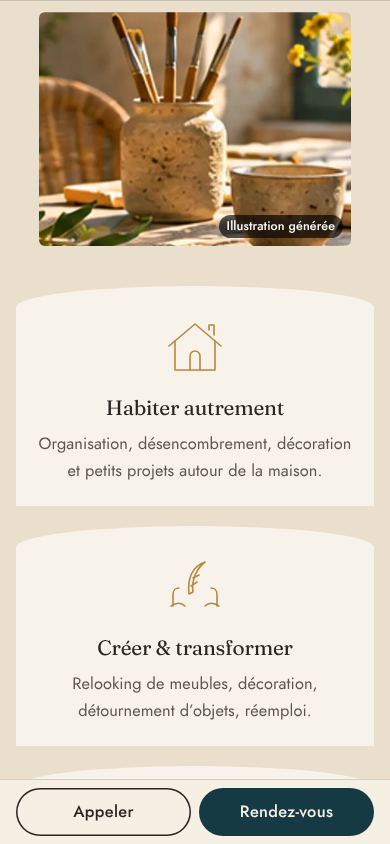 Illustration générée
Habiter autrement
Organisation, désencombrement, décoration
et petits projets autour de la maison.
Créer & transformer
Relooking de meubles, décoration,
détournement d’objets, réemploi.
Appeler
Rendez-vous